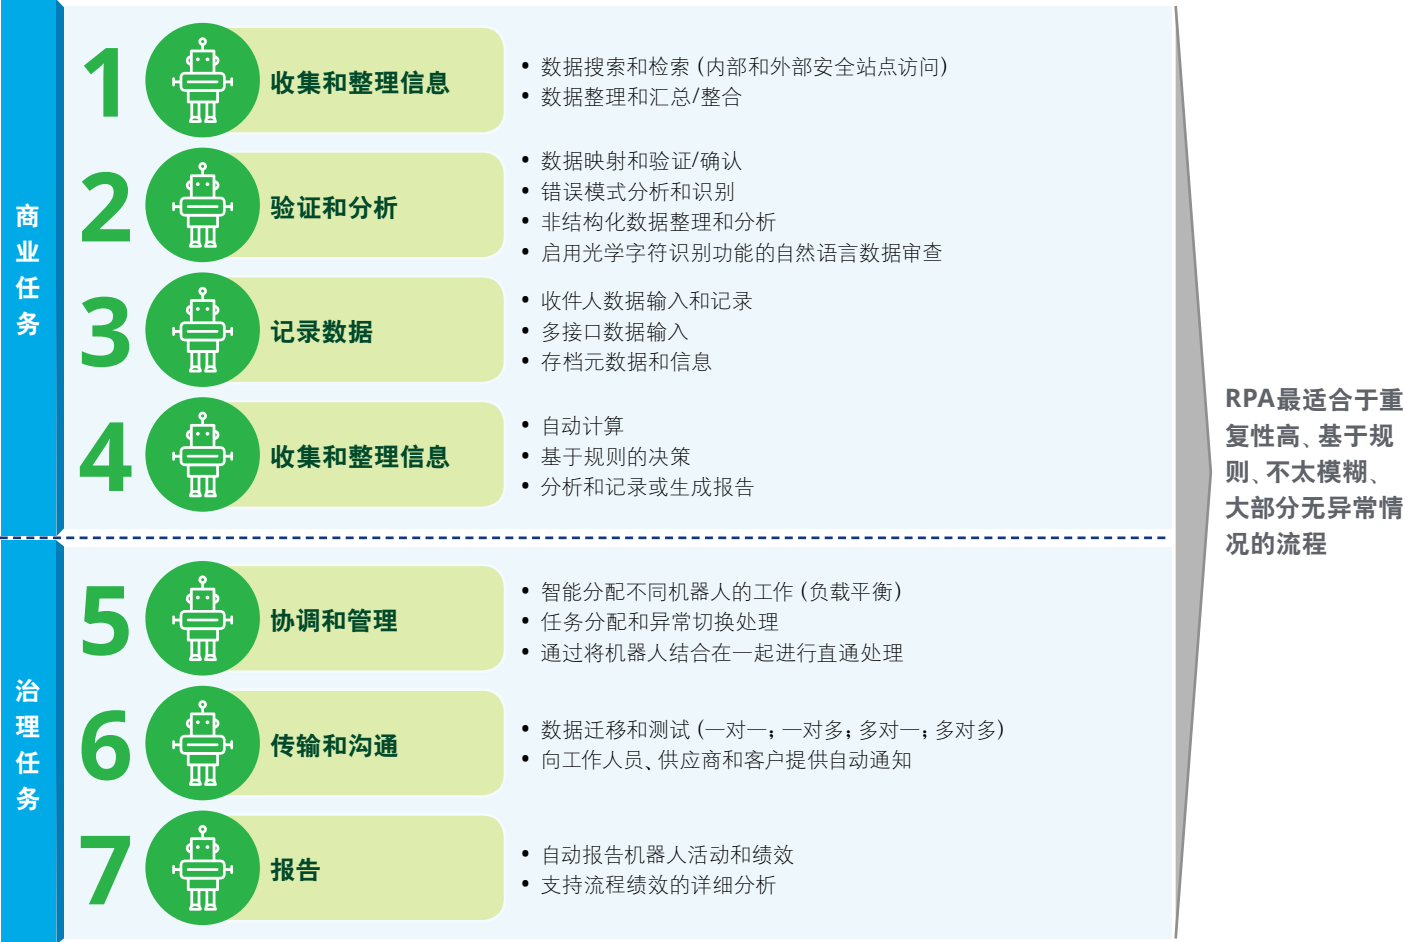 商业任务
1
收集和整理信息
• 数据搜索和检索 (内部和外部安全站点访问)
• 数据整理和汇总/整合
2
验证和分析
• 数据映射和验证/确认
• 错误模式分析和识别
• 非结构化数据整理和分析
• 启用光学字符识别功能的自然语言数据审查
3
记录数据
• 收件人数据输入和记录
• 多接口数据输入
• 存档元数据和信息
4
收集和整理信息
• 自动计算
• 基于规则的决策
• 分析和记录或生成报告
治理任务
5
协调和管理
• 智能分配不同机器人的工作 (负载平衡)
• 任务分配和异常切换处理
• 通过将机器人结合在一起进行直通处理
6
传输和沟通
• 数据迁移和测试 (一对一；一对多；多对一；多对多)
• 向工作人员、供应商和客户提供自动通知
7
报告
• 自动报告机器人活动和绩效
• 支持流程绩效的详细分析
RPA最适合于重
复性高、基于规
则、不太模糊、
大部分无异常情
况的流程